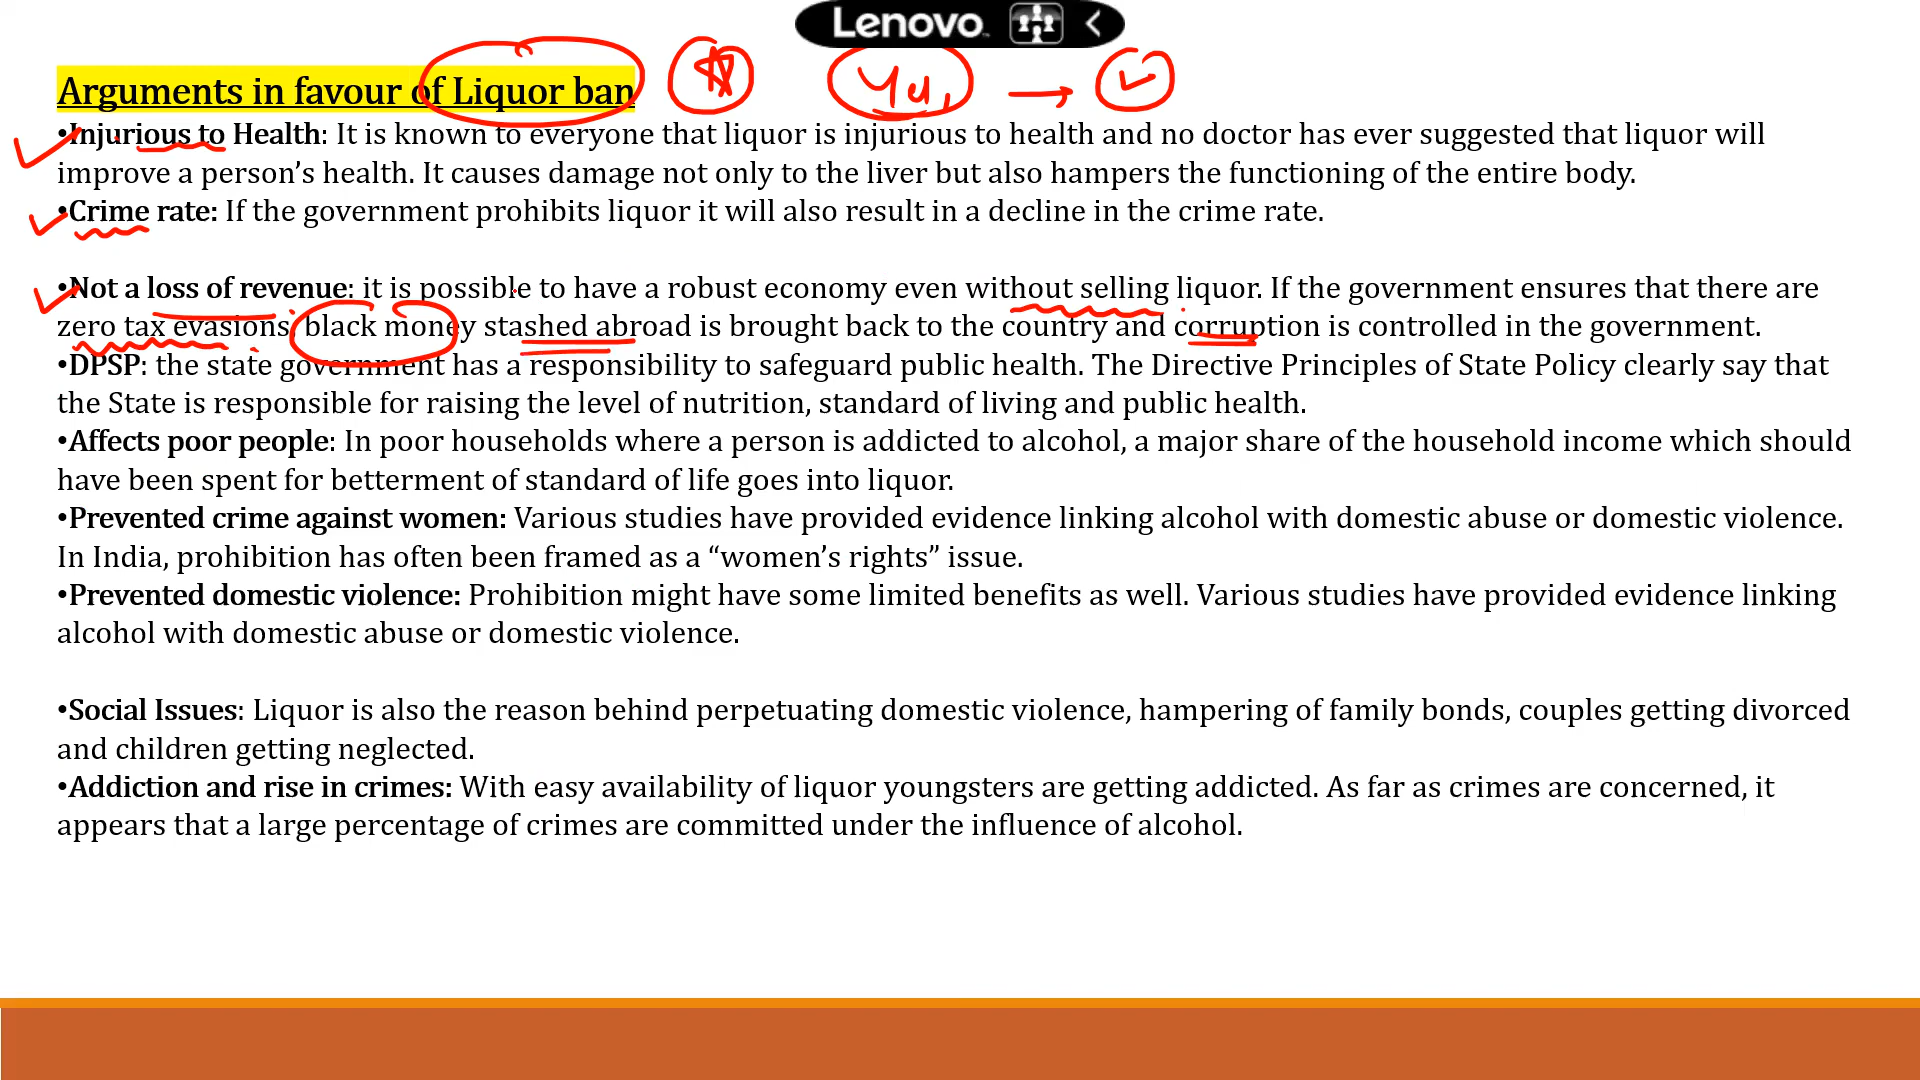 Lenovo
Arguments in favour of Liquor ban
Yes
•Injurious to Health: It is known to everyone that liquor is injurious to health and no doctor has ever suggested that liquor will
improve a person’s health. It causes damage not only to the liver but also hampers the functioning of the entire body.
•Crime rate: If the government prohibits liquor it will also result in a decline in the crime rate.
•Not a loss of revenue: it is possible to have a robust economy even without selling liquor. If the government ensures that there are
zero tax evasions, black money stashed abroad is brought back to the country and corruption is controlled in the government.
•DPSP: the state government has a responsibility to safeguard public health. The Directive Principles of State Policy clearly say that
the State is responsible for raising the level of nutrition, standard of living and public health.
•Affects poor people: In poor households where a person is addicted to alcohol, a major share of the household income which should
have been spent for betterment of standard of life goes into liquor.
•Prevented crime against women: Various studies have provided evidence linking alcohol with domestic abuse or domestic violence.
In India, prohibition has often been framed as a “women’s rights” issue.
•Prevented domestic violence: Prohibition might have some limited benefits as well. Various studies have provided evidence linking
alcohol with domestic abuse or domestic violence.
•Social Issues: Liquor is also the reason behind perpetuating domestic violence, hampering of family bonds, couples getting divorced
and children getting neglected.
•Addiction and rise in crimes: With easy availability of liquor youngsters are getting addicted. As far as crimes are concerned, it
appears that a large percentage of crimes are committed under the influence of alcohol.